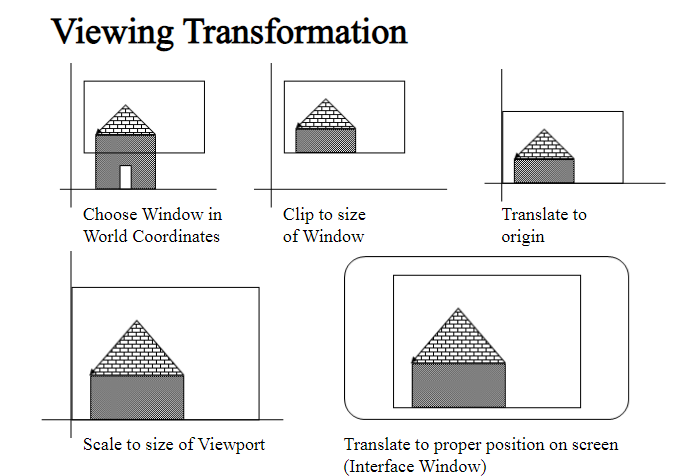 Viewing Transformation
Choose Window in
World Coordinates
Clip to size
of Window
Translate to
origin
Scale to size of Viewport
Translate to proper position on screen
(Interface Window)